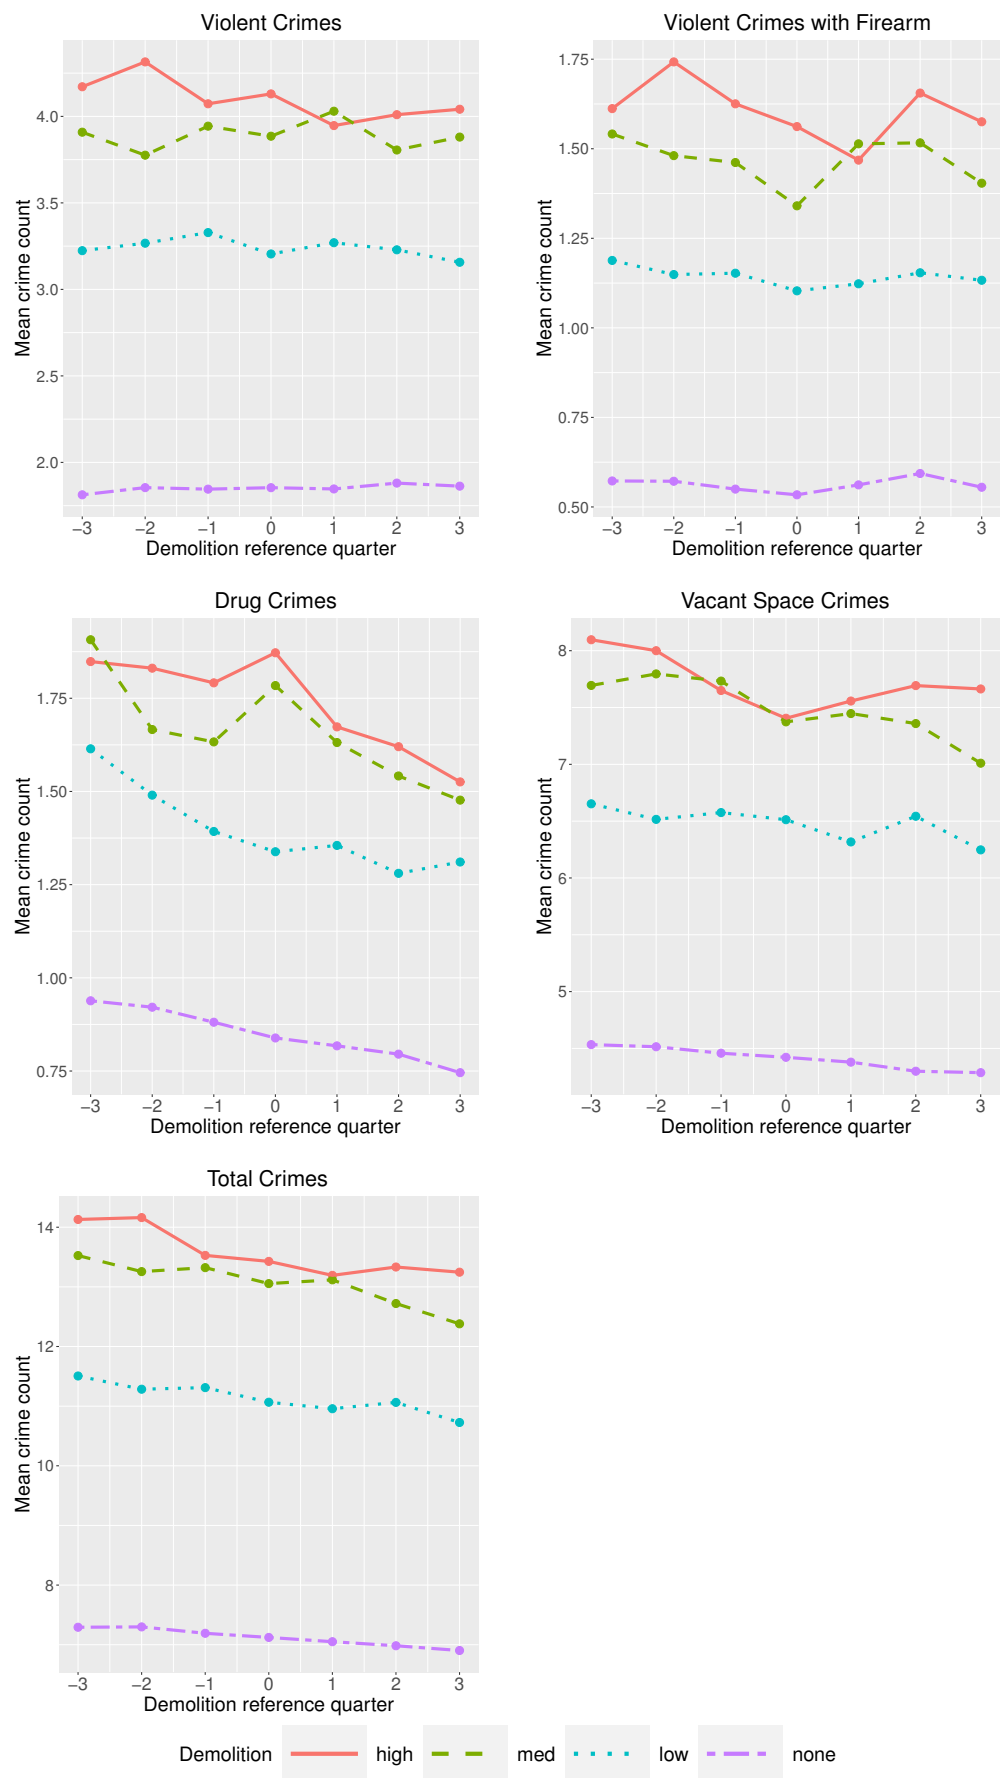 Violent Crimes
4.0
3.5
3.0
2.5
2.0
Mean crime count
−3 −2 −1 0 1 2 3
Demolition reference quarter
Violent Crimes with Firearm
1.75
1.50
1.25
1.00
0.75
0.50
Mean crime count
−3 −2 −1 0 1 2 3
Demolition reference quarter
Drug Crimes
1.75
1.50
1.25
1.00
0.75
Mean crime count
−3 −2 −1 0 1 2 3
Demolition reference quarter
Vacant Space Crimes
8
7
6
5
Mean crime count
−3 −2 −1 0 1 2 3
Demolition reference quarter
Total Crimes
14
12
10
8
Mean crime count
−3 −2 −1 0 1 2 3
Demolition reference quarter
Demolition high med low none